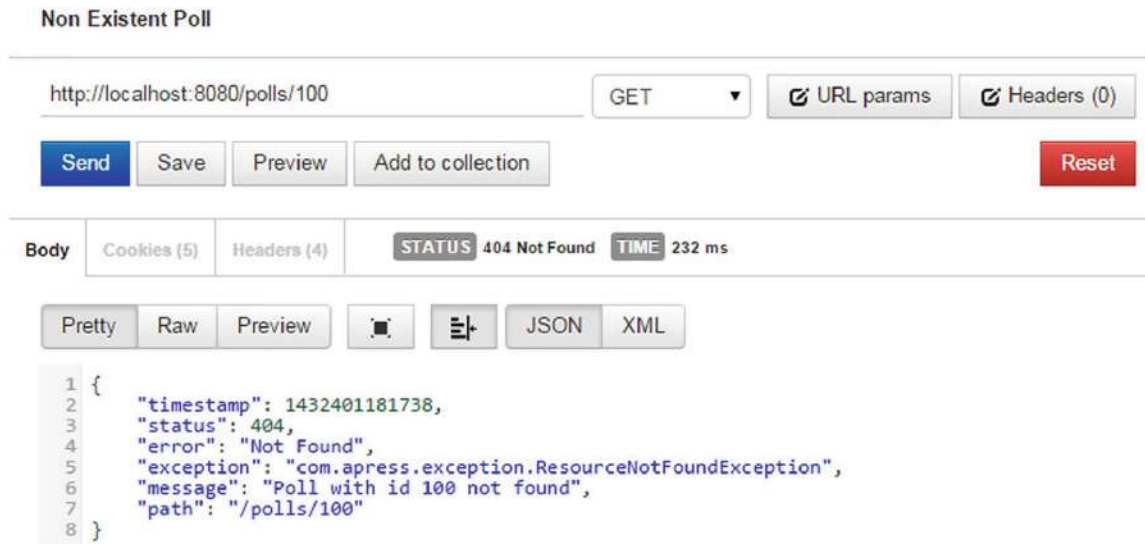 Non Existent Poll
http://localhost:8080/polls/100 GET URL params Headers (0)
Send Save Preview Add to collection Reset
Body Cookies (5) Headers (4) STATUS 404 Not Found TIME 232 ms
Pretty Raw Preview JSON XML
1 {
2 "timestamp": 1432401181738,
3 "status": 404,
4 "error": "Not Found",
5 "exception": "com.apress.exception.ResourceNotFoundException",
6 "message": "Poll with id 100 not found",
7 "path": "/polls/100"
8 }